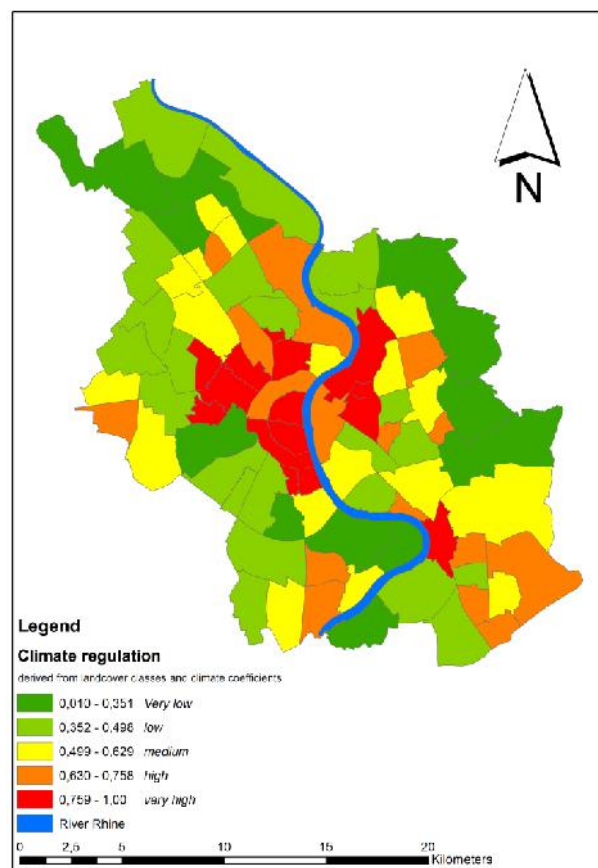 N
Legend
Climate regulation
derived from landcover classes and climate coefficients
0,010 - 0,351 Very low
0,352 - 0,498 low
0,499 - 0,629 medium
0,630 - 0,758 high
0,759 - 1,00 vary high
River Rhine
0 2,5 5 10 15 20
Kilometers